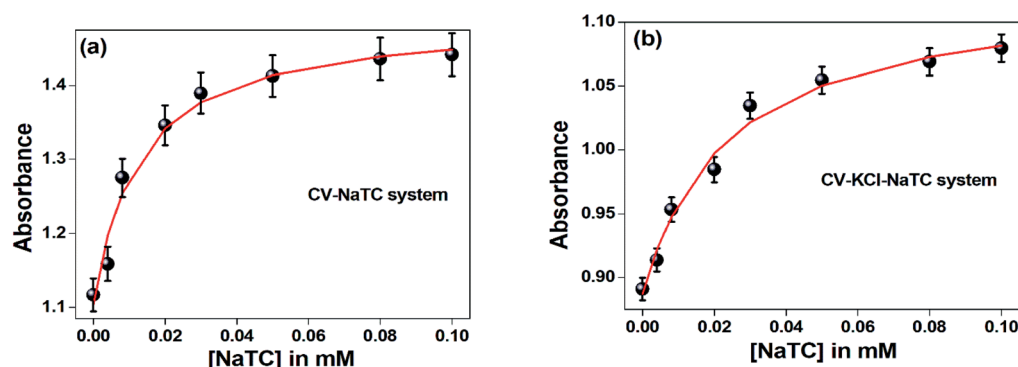 (a)
Absorbance
1.4
1.3
1.2
1.1
CV-NaTC system
0.00 0.02 0.04 0.06 0.08 0.10
[NaTC] in mM
(b)
Absorbance
1.10
1.05
1.00
0.95
0.90
CV-KCl-NaTC system
0.00 0.02 0.04 0.06 0.08 0.10
[NaTC] in mM